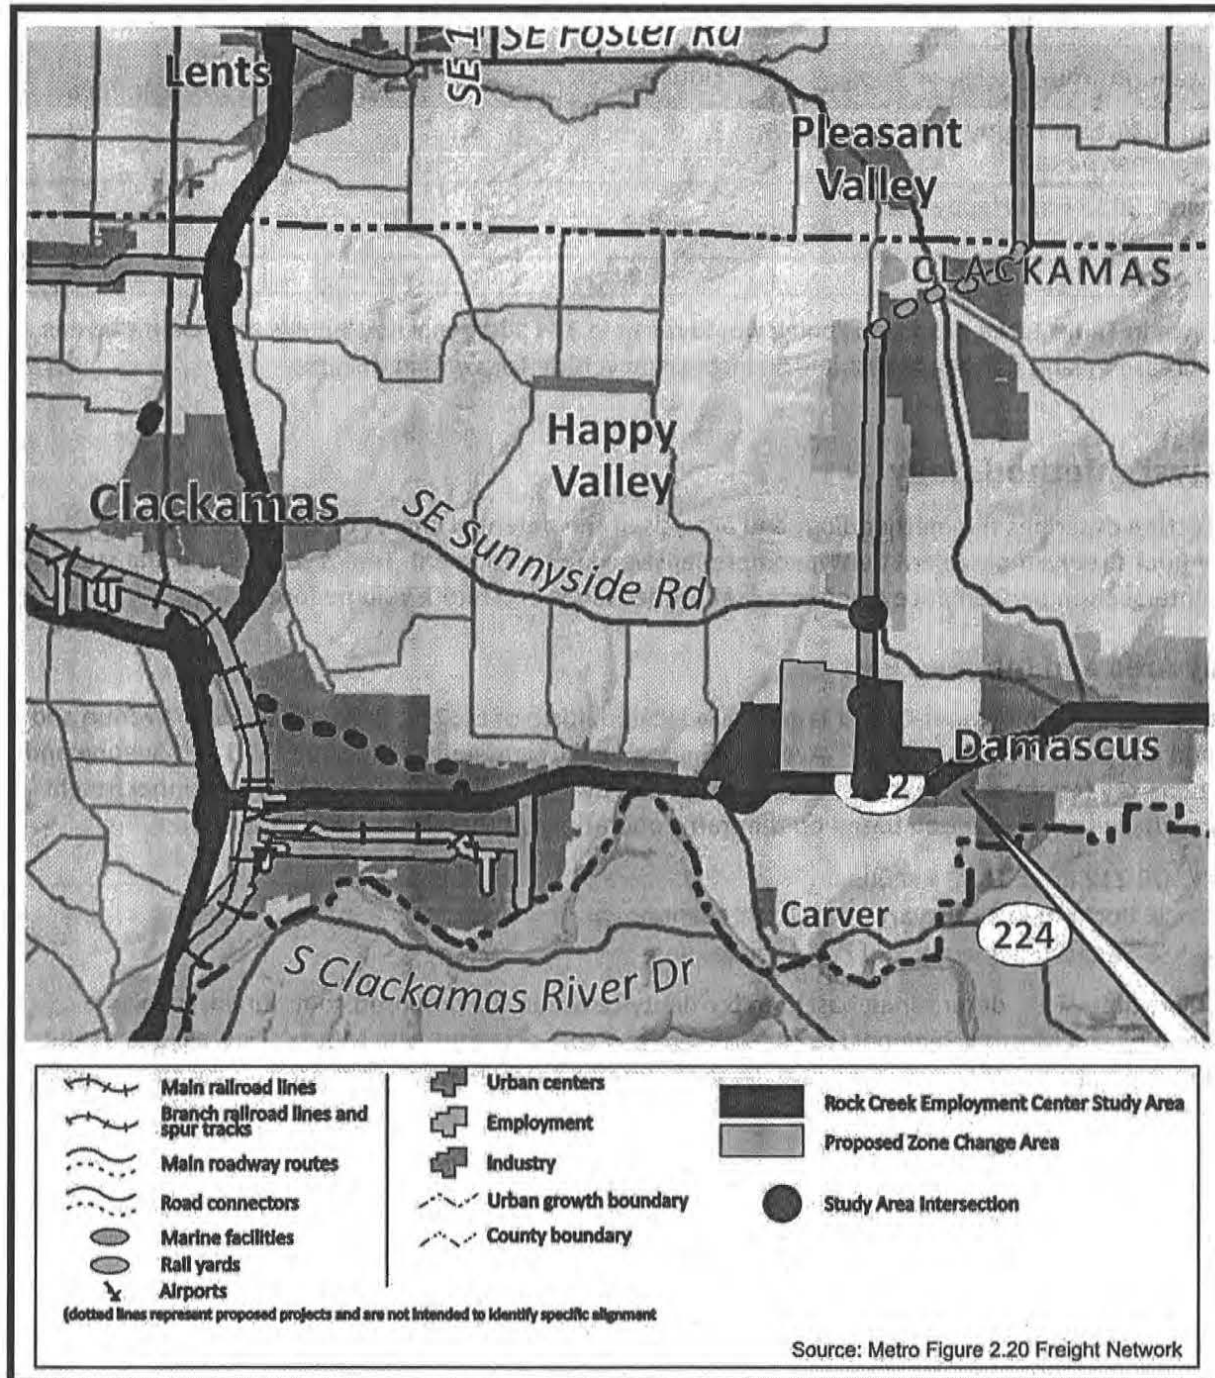 SE Foster Rd
Lents
SE 1
Pleasant
Valley
CLACKAMAS
Happy
Valley
Clackamas
SE Sunnyside Rd
Damascus
2
Carver
224
S Clackamas River Dr
Main railroad lines
Branch railroad lines and
spur tracks
Main roadway routes
Road connectors
Marine facilities
Rail yards
Airports
Urban centers
Employment
Industry
Urban growth boundary
County boundary
Rock Creek Employment Center Study Area
Proposed Zone Change Area
Study Area Intersection
(dotted lines represent proposed projects and are not intended to identify specific alignment
Source: Metro Figure 2.20 Freight Network